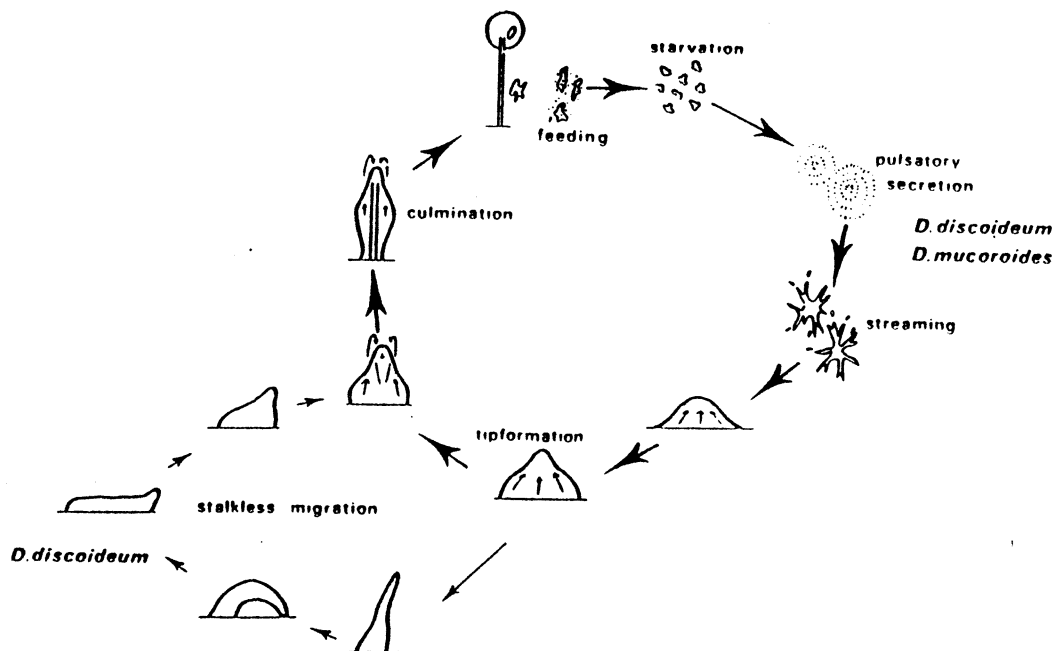 starvation
feeding
pulsatory
secretion
D.discoideum
D.mucoroides
culmination
streaming
tipformation
stalkless migration
D.discoideum